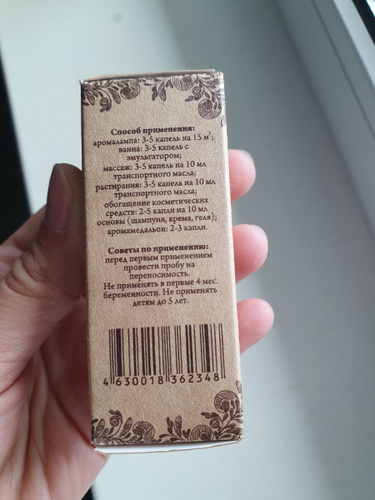 Способ применения:
аромалампа: 3-5 капель на 15 м²;
ванна: 3-5 капель с
эмульгатором;
массаж: 3-5 капель на 10 мл
транспортного масла;
растирания: 3-5 капель на 10 мл
транспортного масла;
обогащение косметических
средств: 2-5 капли на 10 мл
основы (шампуня, крема, геля);
аромамедальон: 2-3 капли.
Советы по применению:
перед первым применением
провести пробу на
переносимость.
Не применять в первые 4 мес.
беременности. Не применять
детям до 5 лет.
4 630018 362348